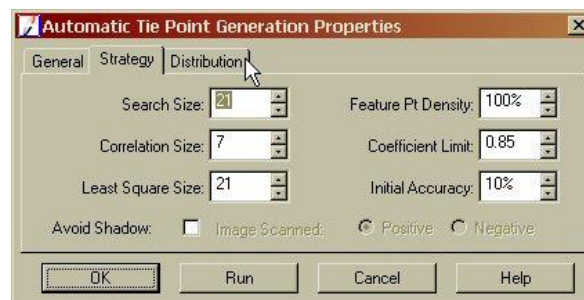 Automatic Tie Point Generation Properties
General Strategy Distribution
Search Size: 21 Feature Pt Density: 100%
Correlation Size: 7 Coefficient Limit: 0.85
Least Square Size: 21 Initial Accuracy: 10%
Avoid Shadow: Image Scanned: Positive Negative
OK Run Cancel Help